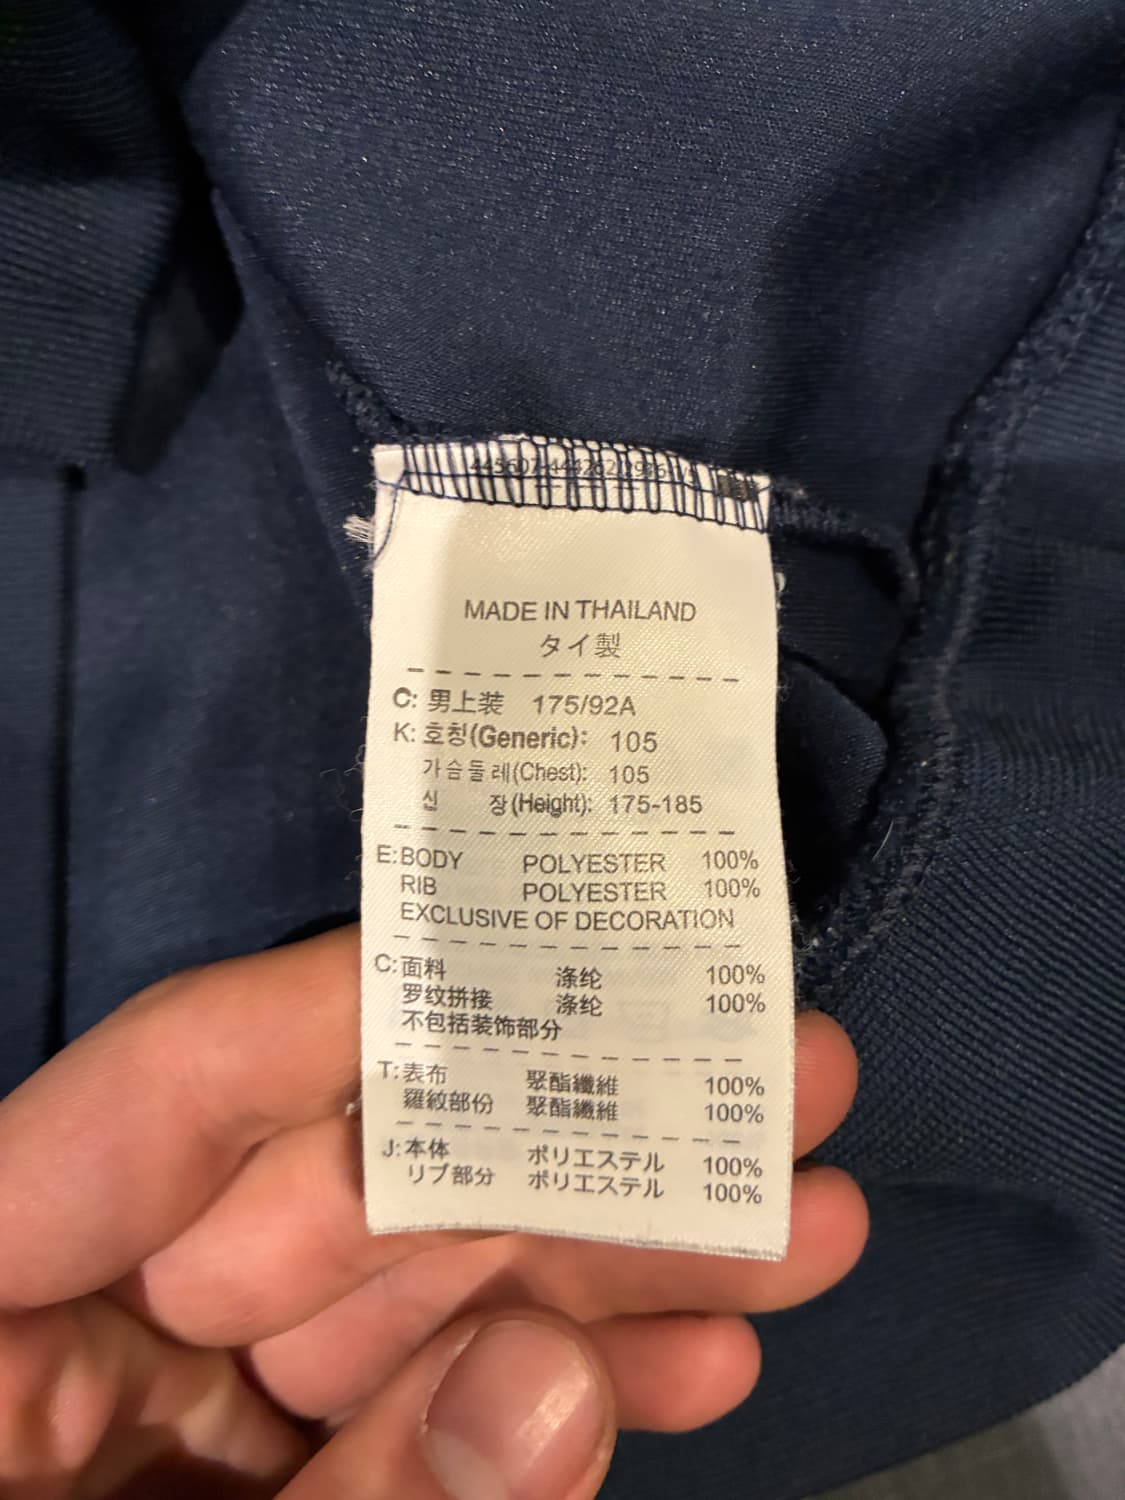 MADE IN THAILAND
タイ製
C: 男上装 175/92A
K: 호칭(Generic): 105
가슴둘레(Chest): 105
신 장(Height): 175-185
E: BODY POLYESTER 100%
RIB POLYESTER 100%
EXCLUSIVE OF DECORATION
C: 面料 涤纶 100%
罗纹拼接 涤纶 100%
不包括装饰部分
T: 表布 聚酯纖維 100%
羅紋部份 聚酯纖維 100%
J: 本体 ポリエステル 100%
リブ部分 ポリエステル 100%